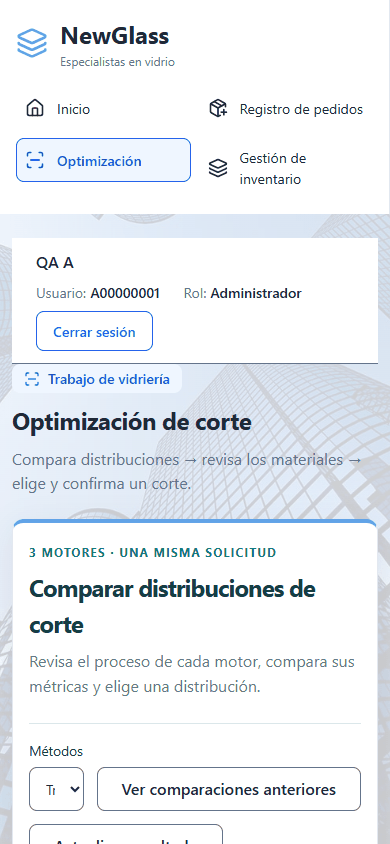 NewGlass
Especialistas en vidrio
Inicio
Registro de pedidos
Optimización
Gestión de
inventario
QA A
Usuario: A00000001 Rol: Administrador
Cerrar sesión
Trabajo de vidriería
Optimización de corte
Compara distribuciones → revisa los materiales →
elige y confirma un corte.
3 MOTORES · UNA MISMA SOLICITUD
Comparar distribuciones de
corte
Revisa el proceso de cada motor, compara sus
métricas y elige una distribución.
Métodos
Ver comparaciones anteriores